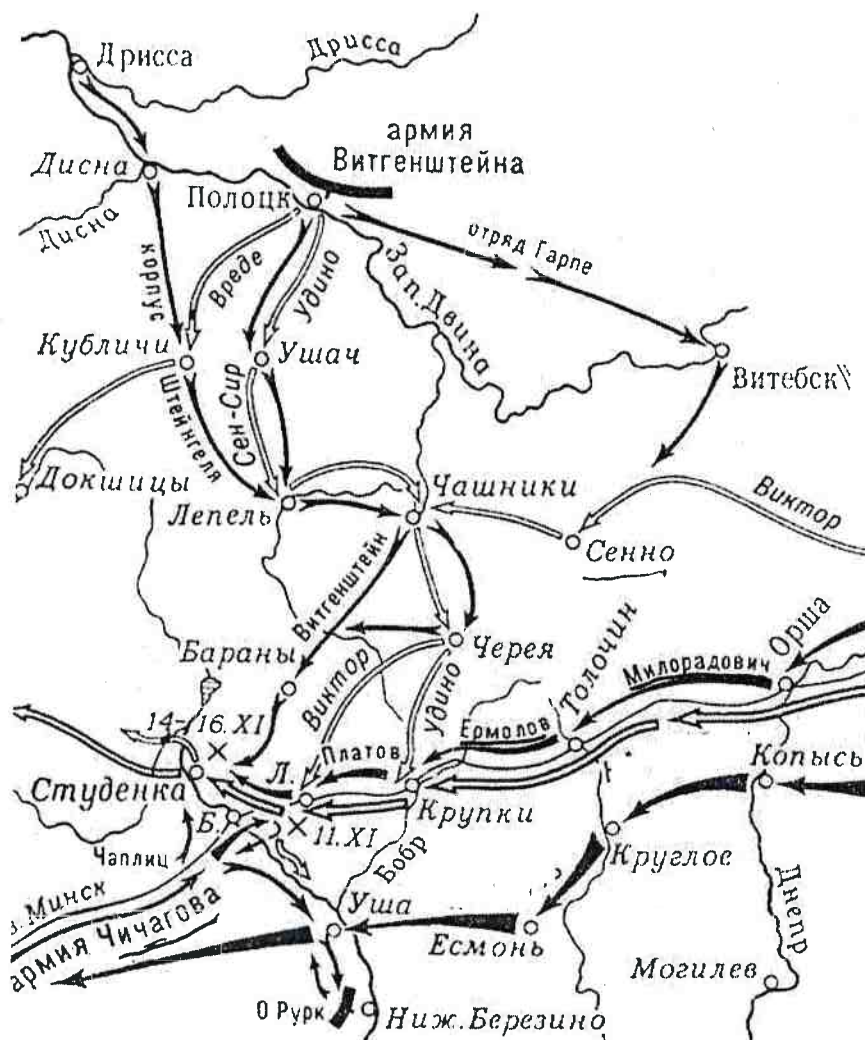 Дрисса
Дрисса
армия
Витгенштейна
Дисна
Дисна
Полоцк
отряд Гарпе
Зап. Двина
корпус
Вреде
Удино
Кубличи
Ушач
Витебск
Штейнгеля
Сен-Сир
Докшицы
Лепель
Чашники
Виктор
Сенно
Витгенштейн
Бараны
Черея
Толочин
Орша
Милорадович
Виктор
Удино
Ермолов
14-16.XI
Платов
Л.
Студенка
Крупки
Копысь
Б.
11.XI
Чаплиц
Бобр
Круглое
в. Минск
армия Чичагова
Уша
Есмонь
Днепр
Могилев
О Рурк
Ниж. Березино